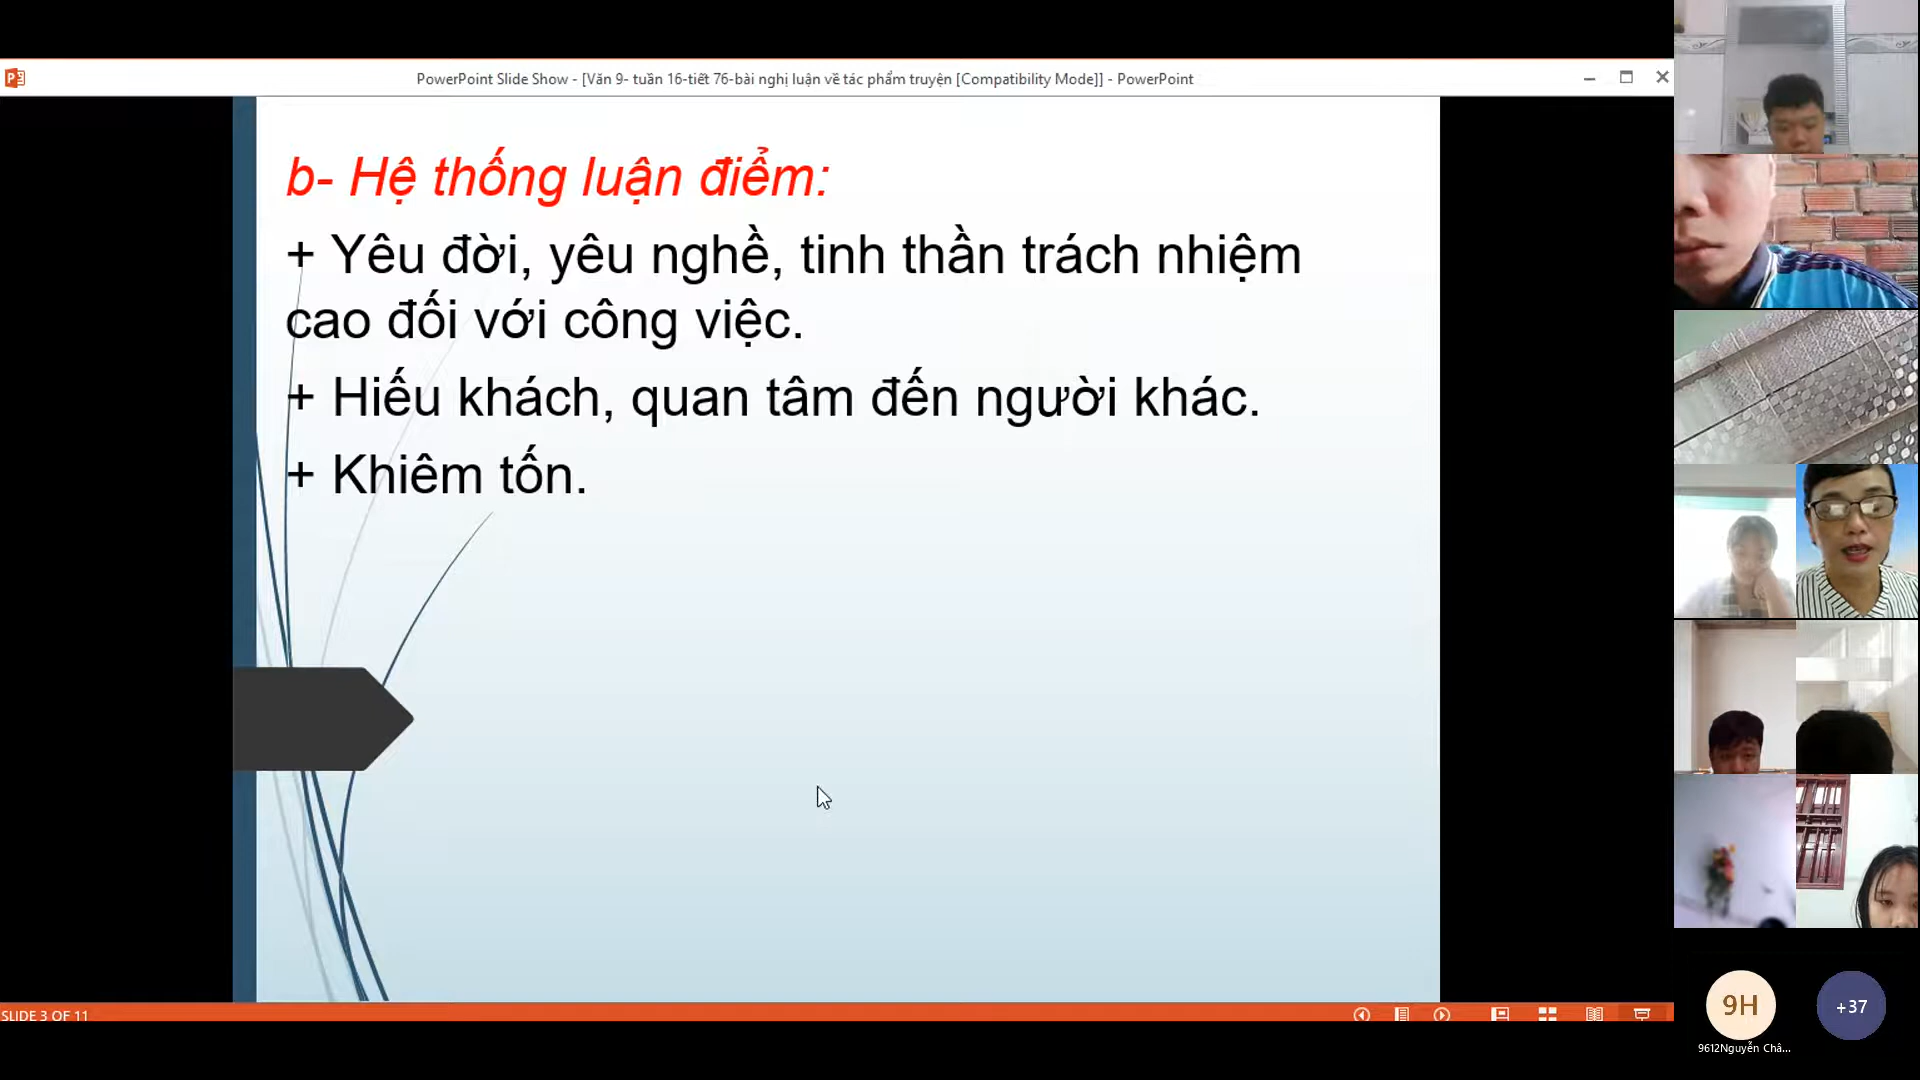 PowerPoint Slide Show - [Văn 9- tuần 16-tiết 76-bài nghị luận về tác phẩm truyện [Compatibility Mode]] - PowerPoint
b- Hệ thống luận điểm:
+ Yêu đời, yêu nghề, tinh thần trách nhiệm
cao đối với công việc.
+ Hiếu khách, quan tâm đến người khác.
+ Khiêm tốn.
SLIDE 3 OF 11
9H
+37
9612Nguyễn Châ...